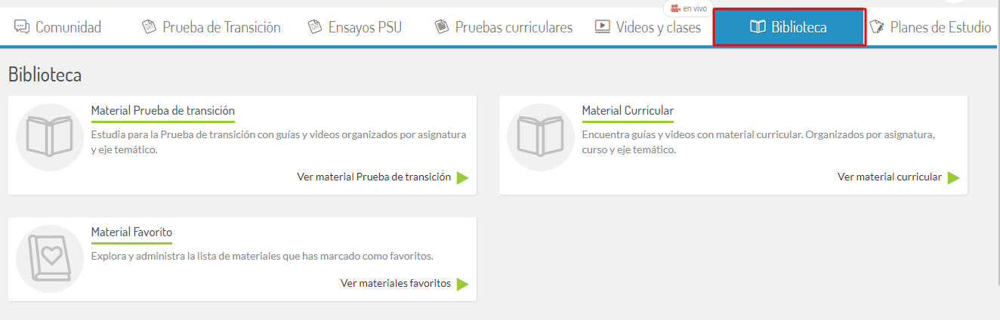 en vivo
Comunidad
Prueba de Transición
Ensayos PSU
Pruebas curriculares
Videos y clases
Biblioteca
Planes de Estudio
Biblioteca
Material Prueba de transición
Estudia para la Prueba de transición con guías y videos organizados por asignatura
y eje temático.
Ver material Prueba de transición
Material Curricular
Encuentra guías y videos con material curricular. Organizados por asignatura,
curso y eje temático.
Ver material curricular
Material Favorito
Explora y administra la lista de materiales que has marcado como favoritos.
Ver materiales favoritos